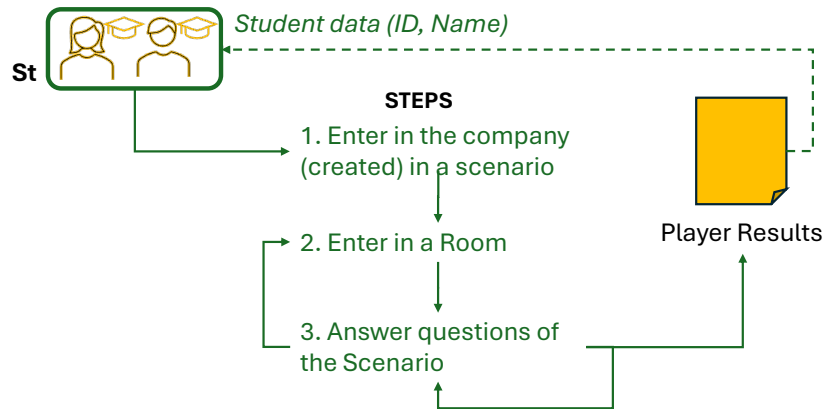 Student data (ID, Name)
St
STEPS
1. Enter in the company
(created) in a scenario
2. Enter in a Room
Player Results
3. Answer questions of
the Scenario